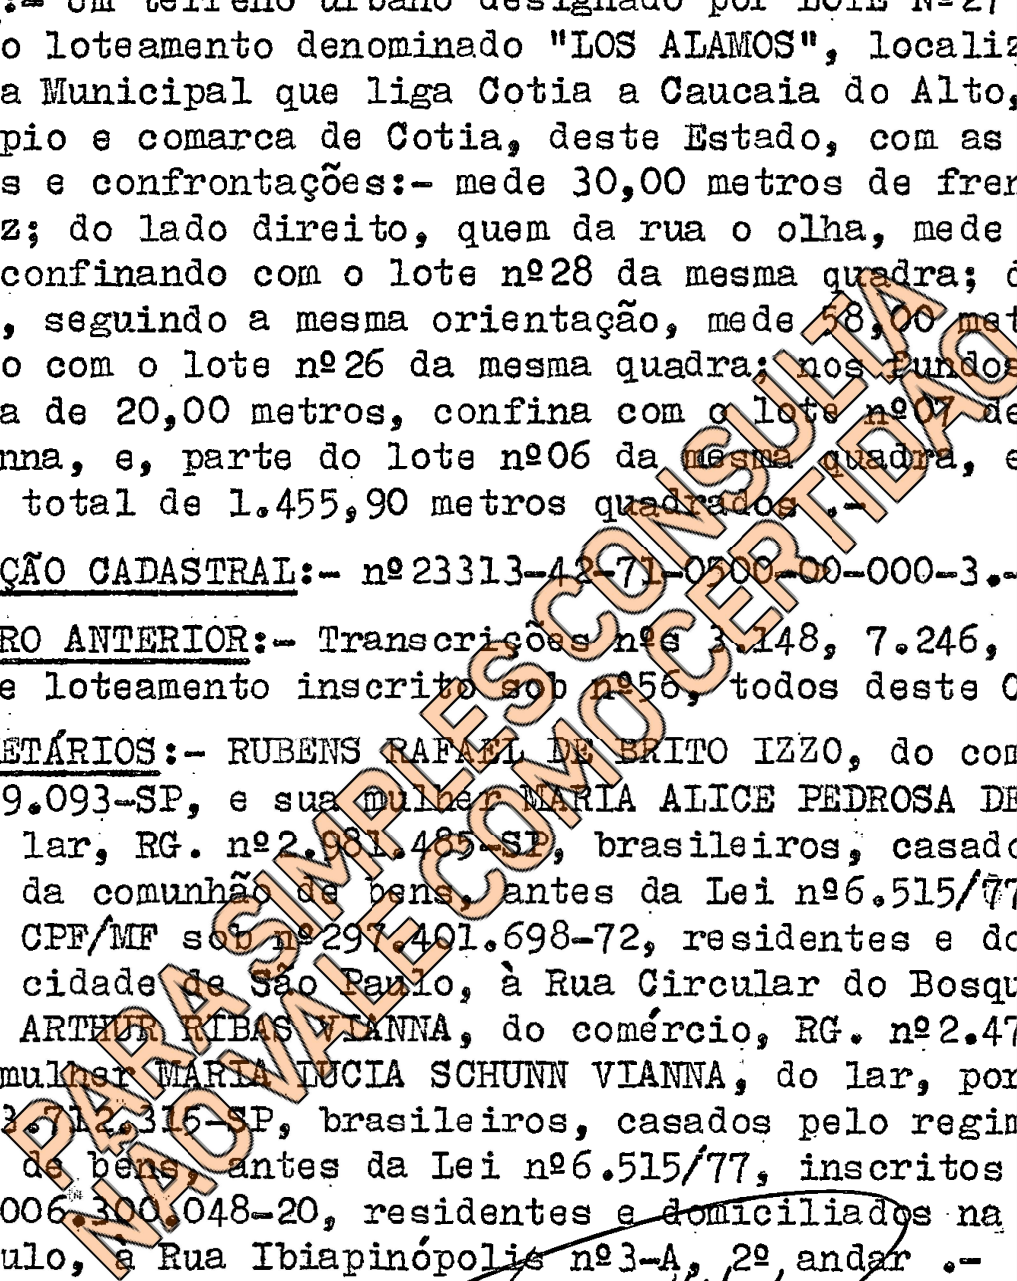 :- Um terreno urbano designado por LOTE Nº27
o loteamento denominado "LOS ALAMOS", localiz
a Municipal que liga Cotia a Caucaia do Alto,
pio e comarca de Cotia, deste Estado, com as
s e confrontações:- mede 30,00 metros de fren
z; do lado direito, quem da rua o olha, mede
confinando com o lote nº28 da mesma quadra; d
, seguindo a mesma orientação, mede 58,00 met
o com o lote nº26 da mesma quadra; nos fundos
a de 20,00 metros, confina com o lote nº07 de
nna, e, parte do lote nº06 da mesma quadra, e
total de 1.455,90 metros quadrados .-
ÇÃO CADASTRAL:- nº23313-42-71-0500-00-000-3.-
RO ANTERIOR:- Transcrições nºs 3.148, 7.246,
e loteamento inscrito sob nº56, todos deste C
ETÁRIOS:- RUBENS RAFAEL DE BRITO IZZO, do com
9.093-SP, e sua mulher MARIA ALICE PEDROSA DE
lar, RG. nº2.981.485-SP, brasileiros, casado
da comunhão de bens, antes da Lei nº6.515/77
CPF/MF sob nº297.401.698-72, residentes e do
cidade de São Paulo, à Rua Circular do Bosqu
ARTHUR RIBAS VIANNA, do comércio, RG. nº2.47
mulher MARIA LUCIA SCHUNN VIANNA, do lar, por
3.712.315-SP, brasileiros, casados pelo regim
de bens, antes da Lei nº6.515/77, inscritos
006.300.048-20, residentes e domiciliados na
ulo, à Rua Ibiapinópolis nº3-A, 2º andar .-
PARA SIMPLES CONSULTA
NÃO VALE COMO CERTIDÃO